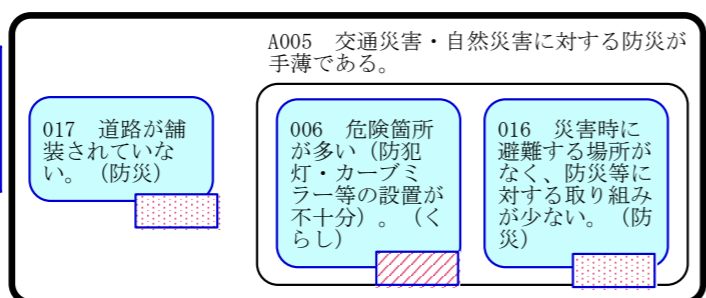 A005 交通災害・自然災害に対する防災が
手薄である。
017 道路が舗
装されていな
い。（防災）
006 危険箇所
が多い（防犯
灯・カーブミ
ラー等の設置が
不十分）。（く
らし）
016 災害時に
避難する場所が
なく、防災等に
対する取り組み
が少ない。（防
災）